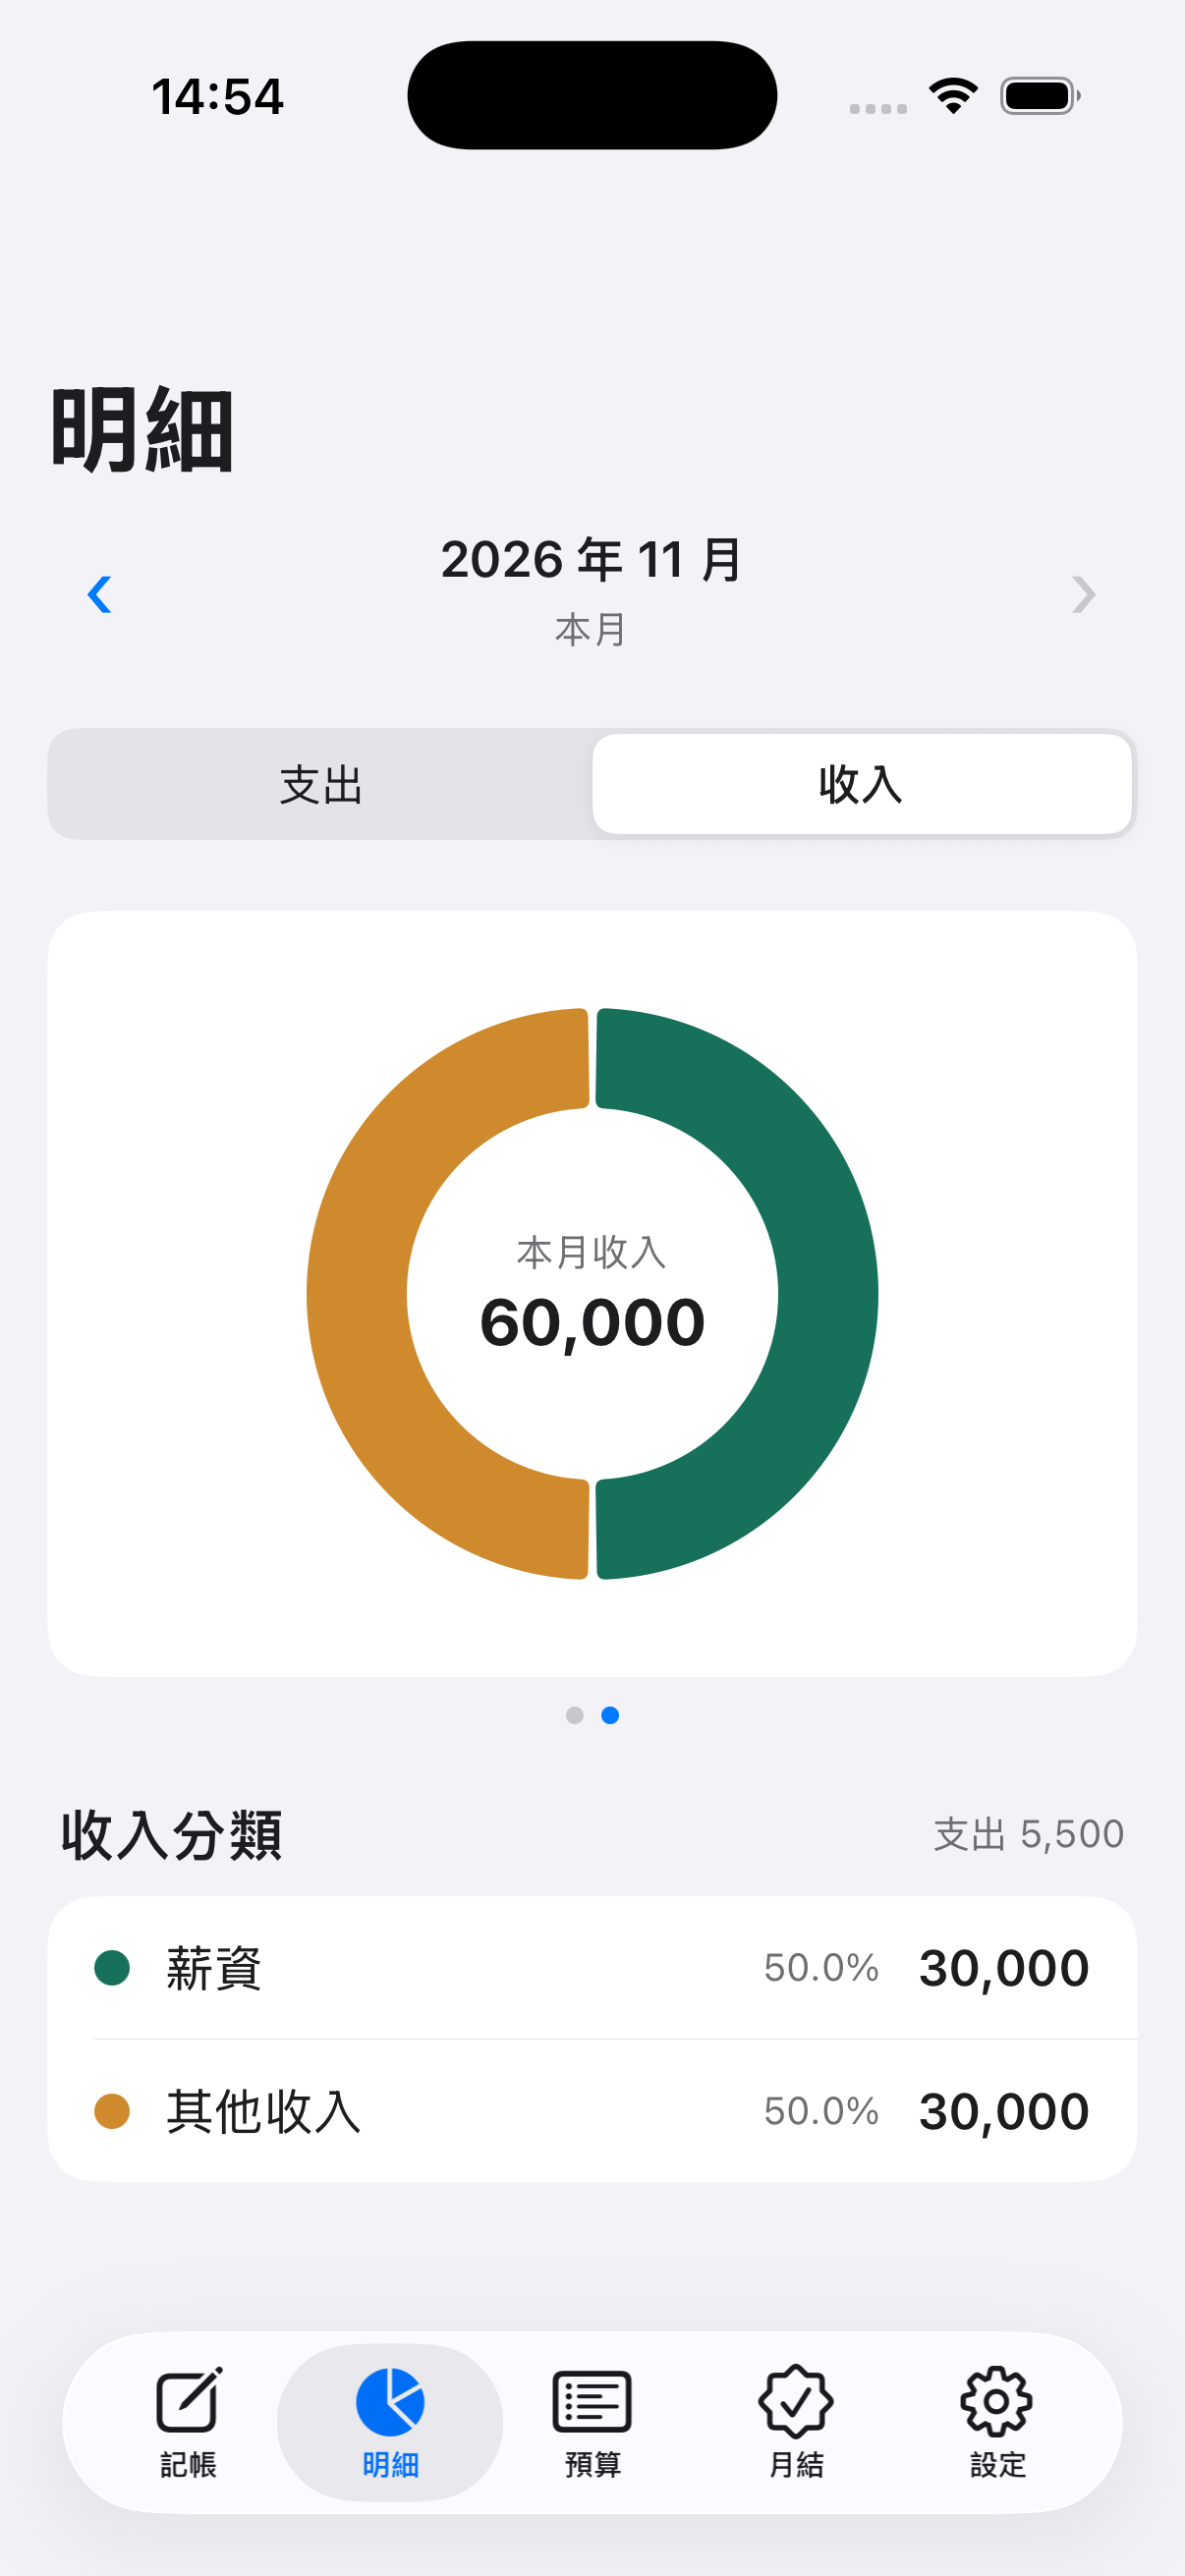 14:54
明細
2026 年 11 月
本月
支出
收入
本月收入
60,000
收入分類
支出 5,500
薪資 50.0% 30,000
其他收入 50.0% 30,000
記帳
明細
預算
月結
設定